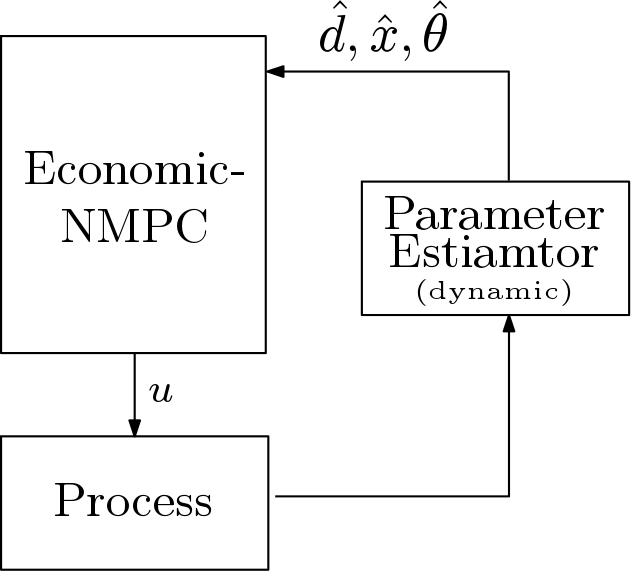 d̂, x̂, θ̂
Economic-
NMPC
Parameter
Estiamtor
(dynamic)
u
Process